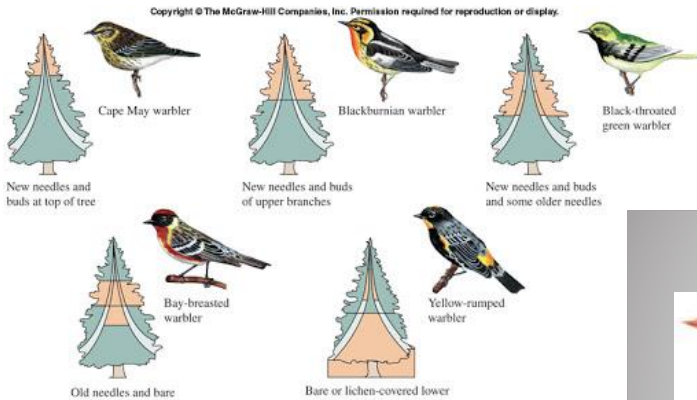 Copyright © The McGraw-Hill Companies, Inc. Permission required for reproduction or display.
Cape May warbler
New needles and
buds at top of tree
Blackburnian warbler
New needles and buds
of upper branches
Black-throated
green warbler
New needles and buds
and some older needles
Bay-breasted
warbler
Old needles and bare
Yellow-rumped
warbler
Bare or lichen-covered lower